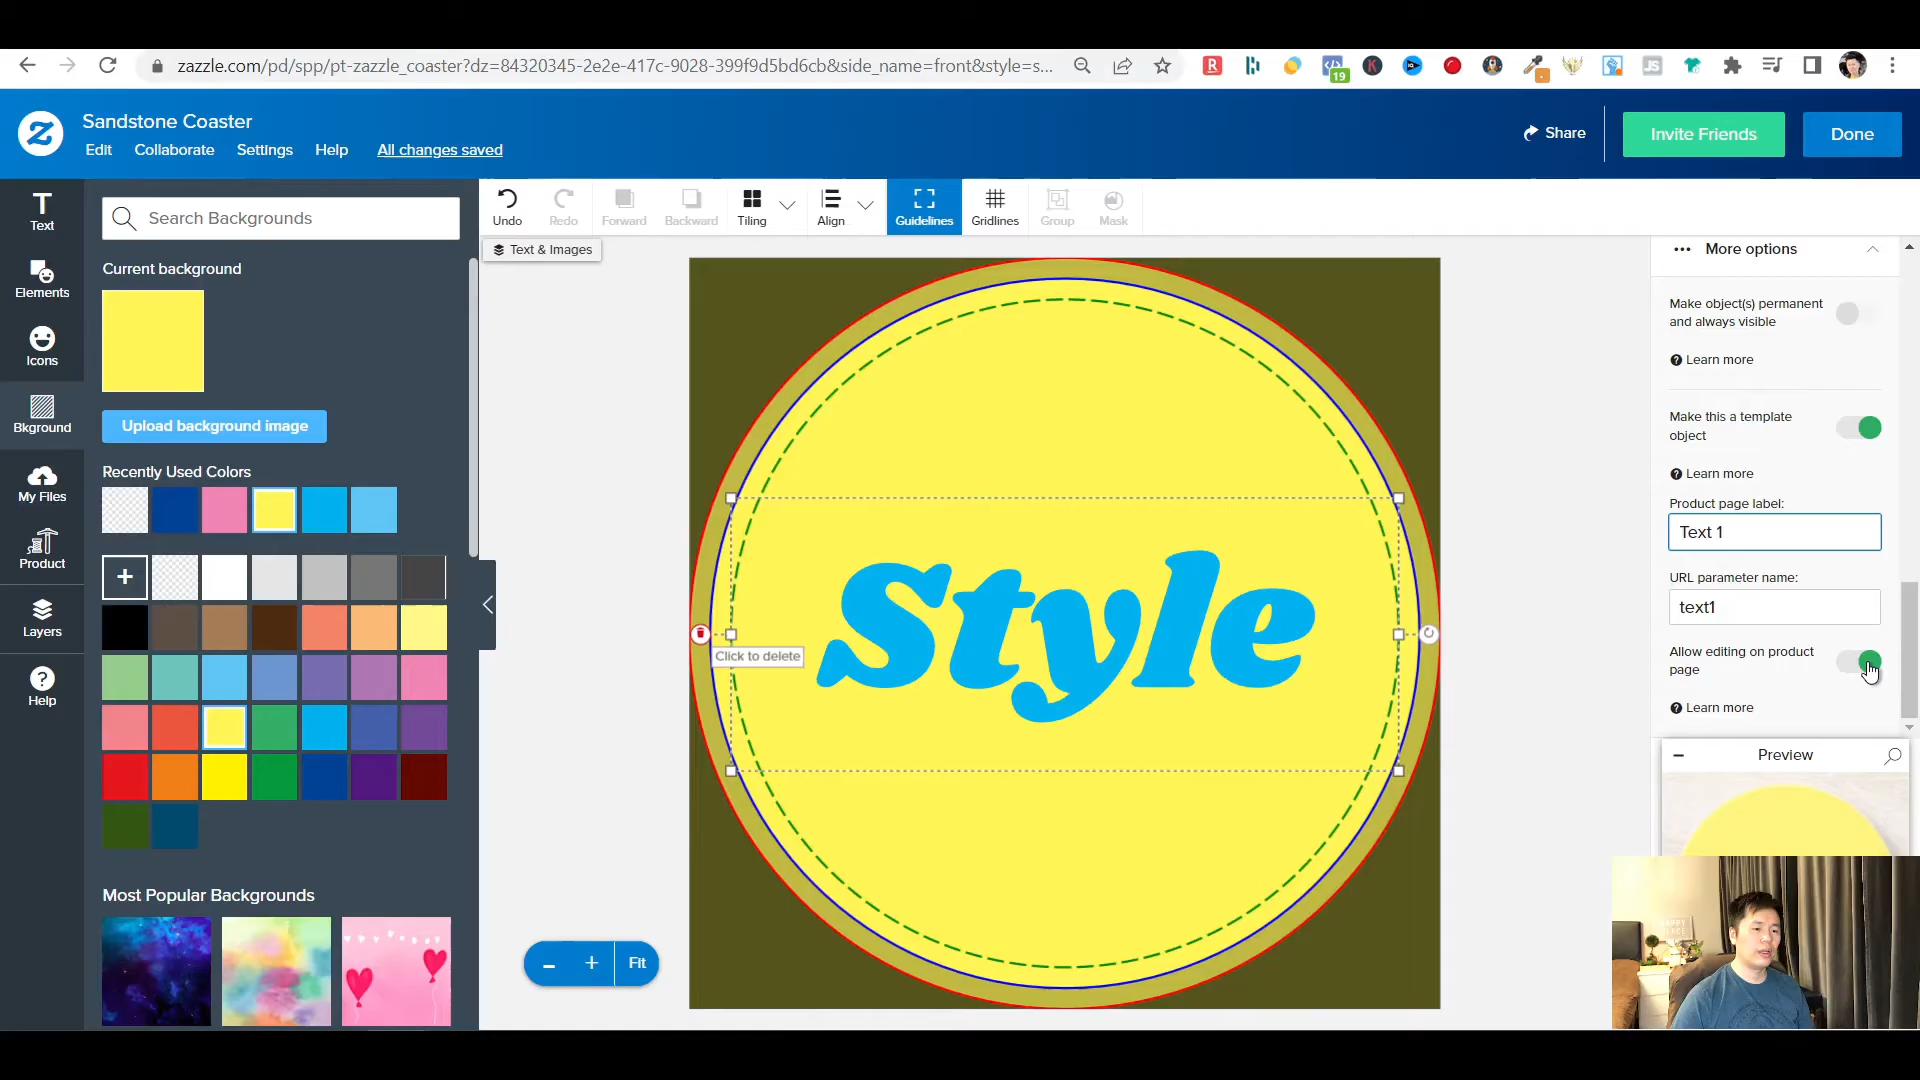 zazzle.com/pd/spp/pt-zazzle_coaster?dz=84320345-2e2e-417c-9028-399f9d5bd6cb&side_name=front&style=s...
19
Sandstone Coaster
Edit Collaborate Settings Help All changes saved
Share
Invite Friends
Done
Text
Elements
Icons
Bkground
My Files
Product
Layers
Help
Search Backgrounds
Current background
Upload background image
Recently Used Colors
Most Popular Backgrounds
Undo Redo Forward Backward Tiling Align Guidelines Gridlines Group Mask
Text & Images
Style
Click to delete
Fit
More options
Make object(s) permanent
and always visible
Learn more
Make this a template
object
Learn more
Product page label:
Text 1
URL parameter name:
text1
Allow editing on product
page
Learn more
Preview